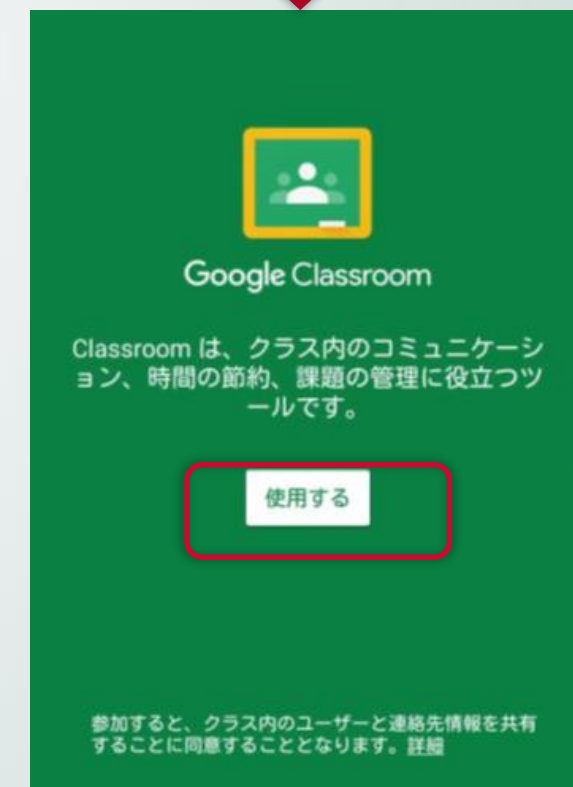 Google Classroom
Classroom は、クラス内のコミュニケーシ
ョン、時間の節約、課題の管理に役立つツ
ールです。
使用する
参加すると、クラス内のユーザーと連絡先情報を共有
することに同意することとなります。詳細